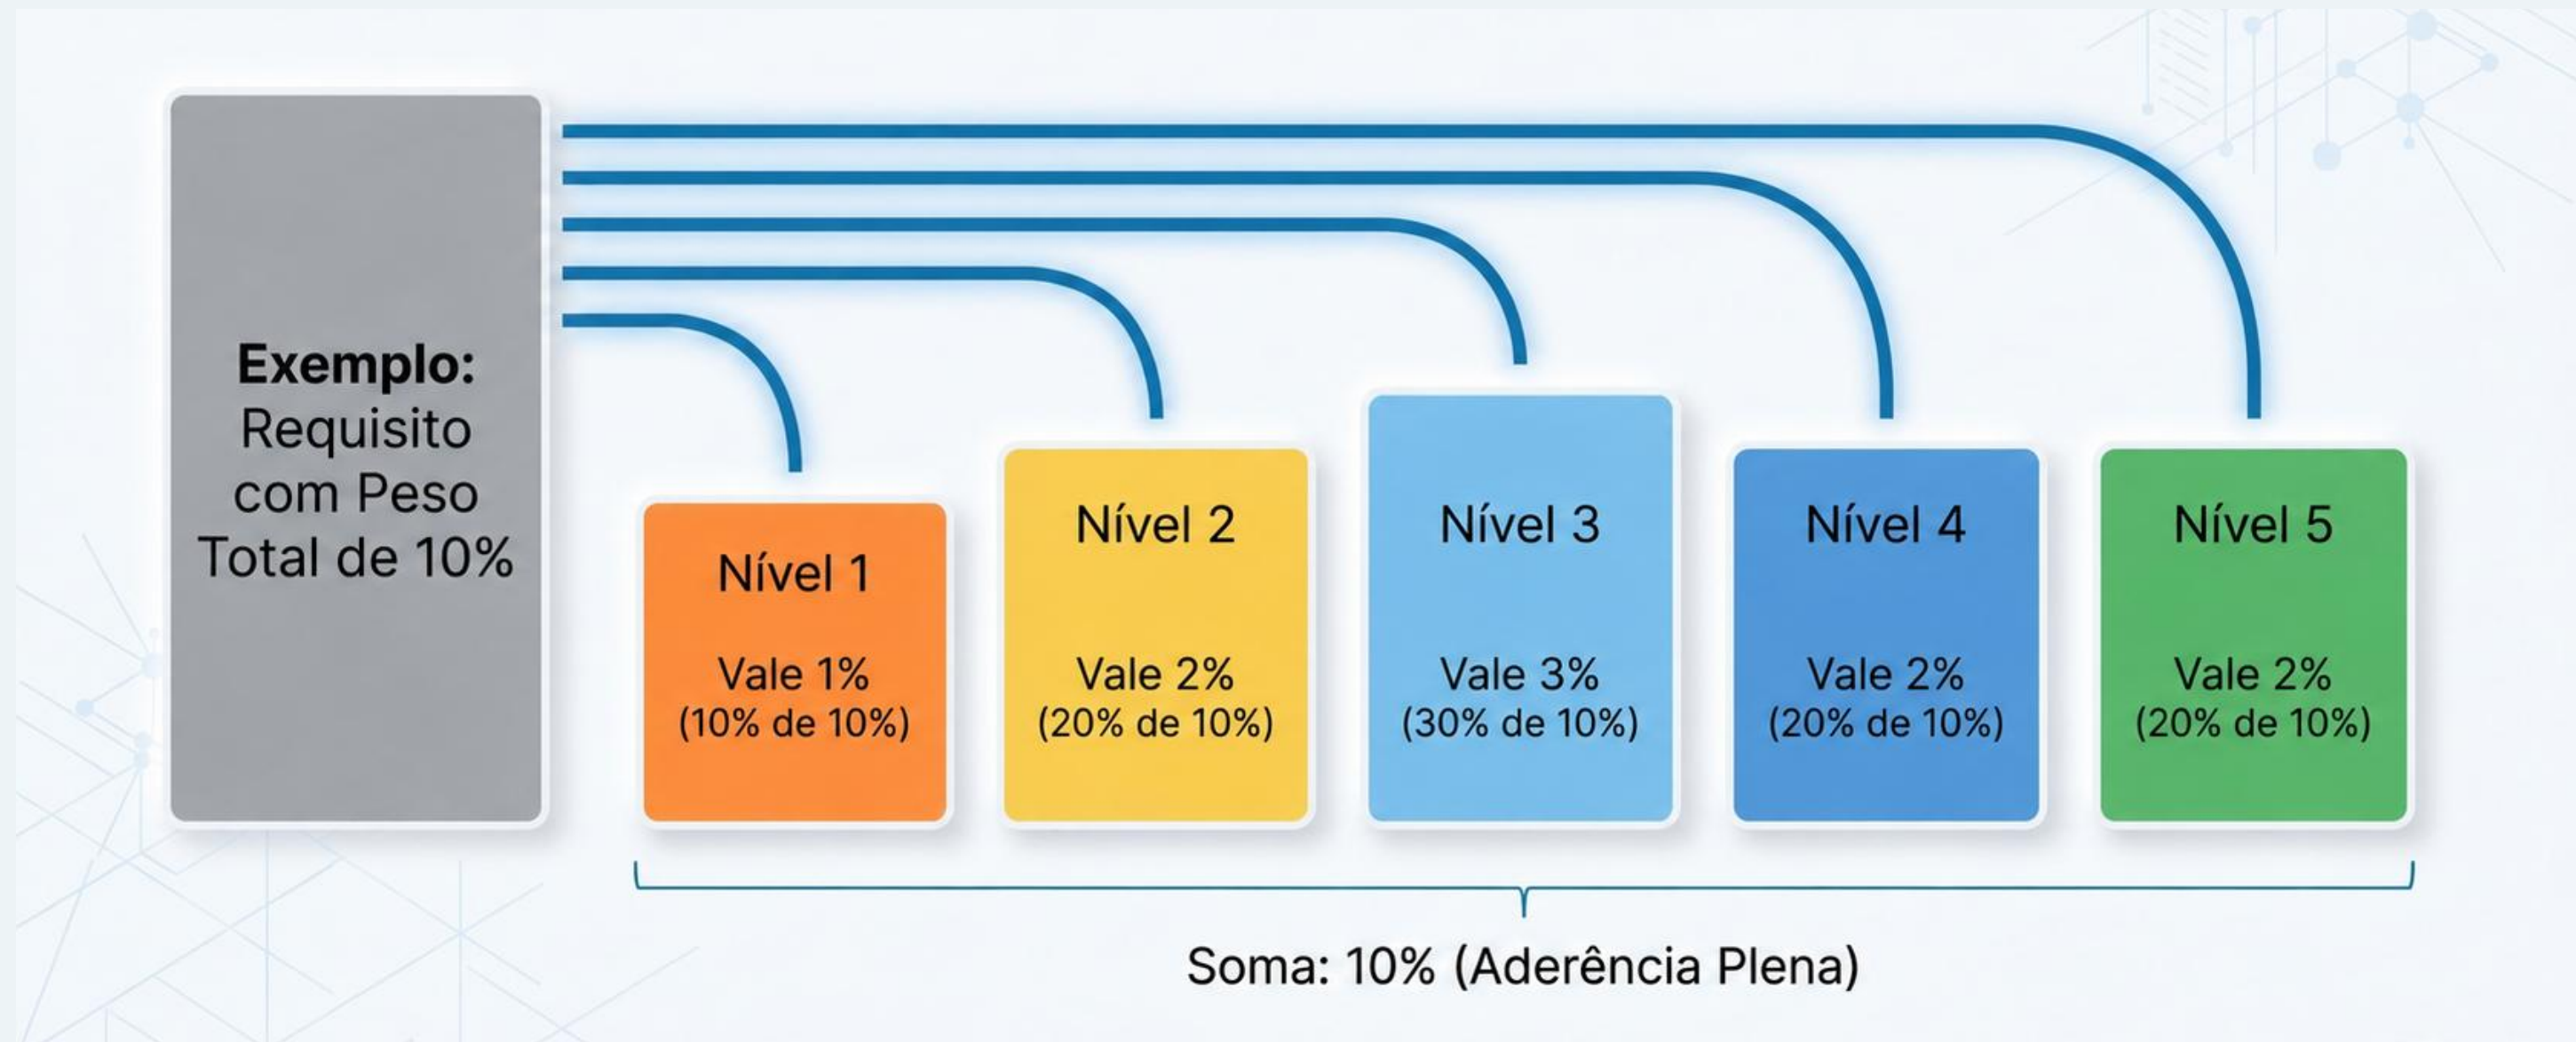 Exemplo:
Requisito
com Peso
Total de 10%
Nível 1
Vale 1%
(10% de 10%)
Nível 2
Vale 2%
(20% de 10%)
Nível 3
Vale 3%
(30% de 10%)
Nível 4
Vale 2%
(20% de 10%)
Nível 5
Vale 2%
(20% de 10%)
Soma: 10% (Aderência Plena)